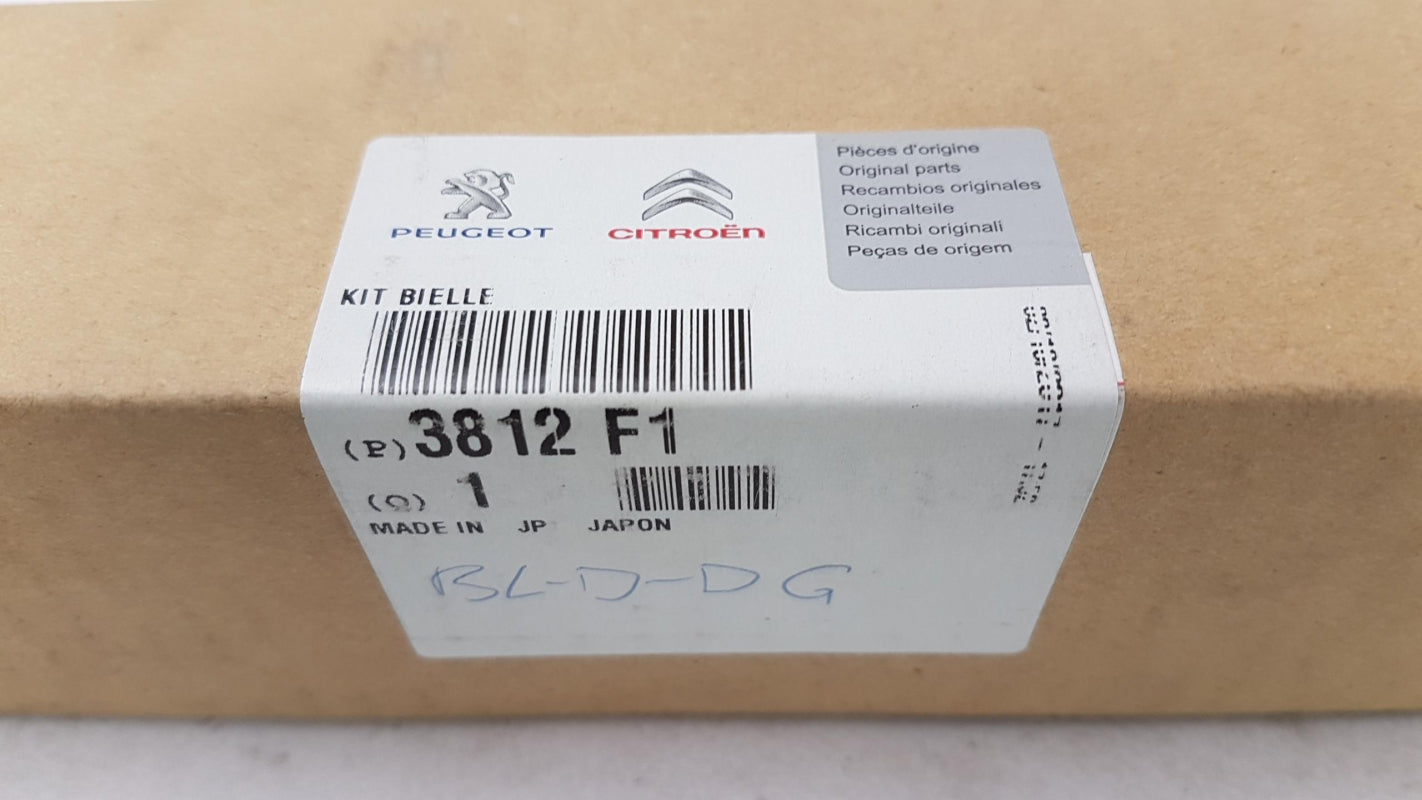 PEUGEOT
CITROËN
Pièces d'origine
Original parts
Recambios originales
Originalteile
Ricambi originali
Peças de origem
KIT BIELLE
(P) 3812 F1
(Q) 1
MADE IN JP JAPON
BL-D-DG